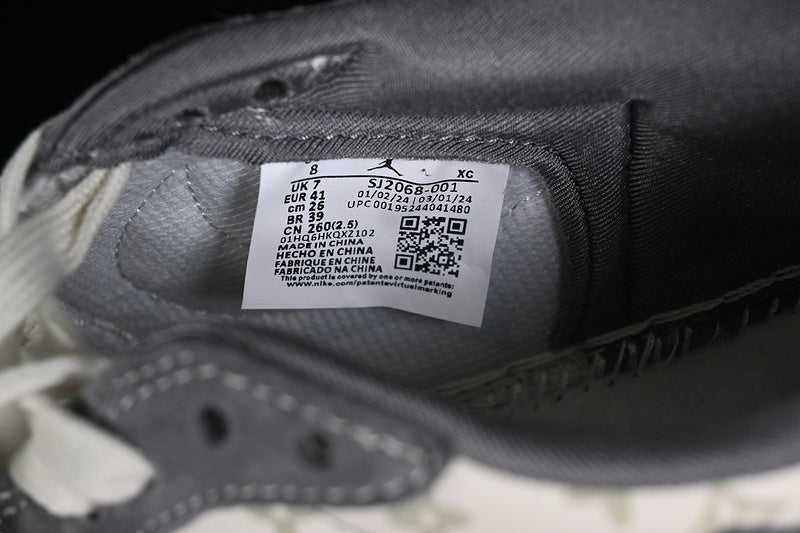 8 XC
UK 7 SJ2068-001
EUR 41 01/02/24 | 03/01/24
cm 26 UPC 00195244041480
BR 39
CN 260(2.5)
01HQ6HKQXZ102
MADE IN CHINA
HECHO EN CHINA
FABRIQUE EN CHINE
FABRICADO NA CHINA
This product is covered by one or more patents:
www.nike.com/patentsvirtualmarking